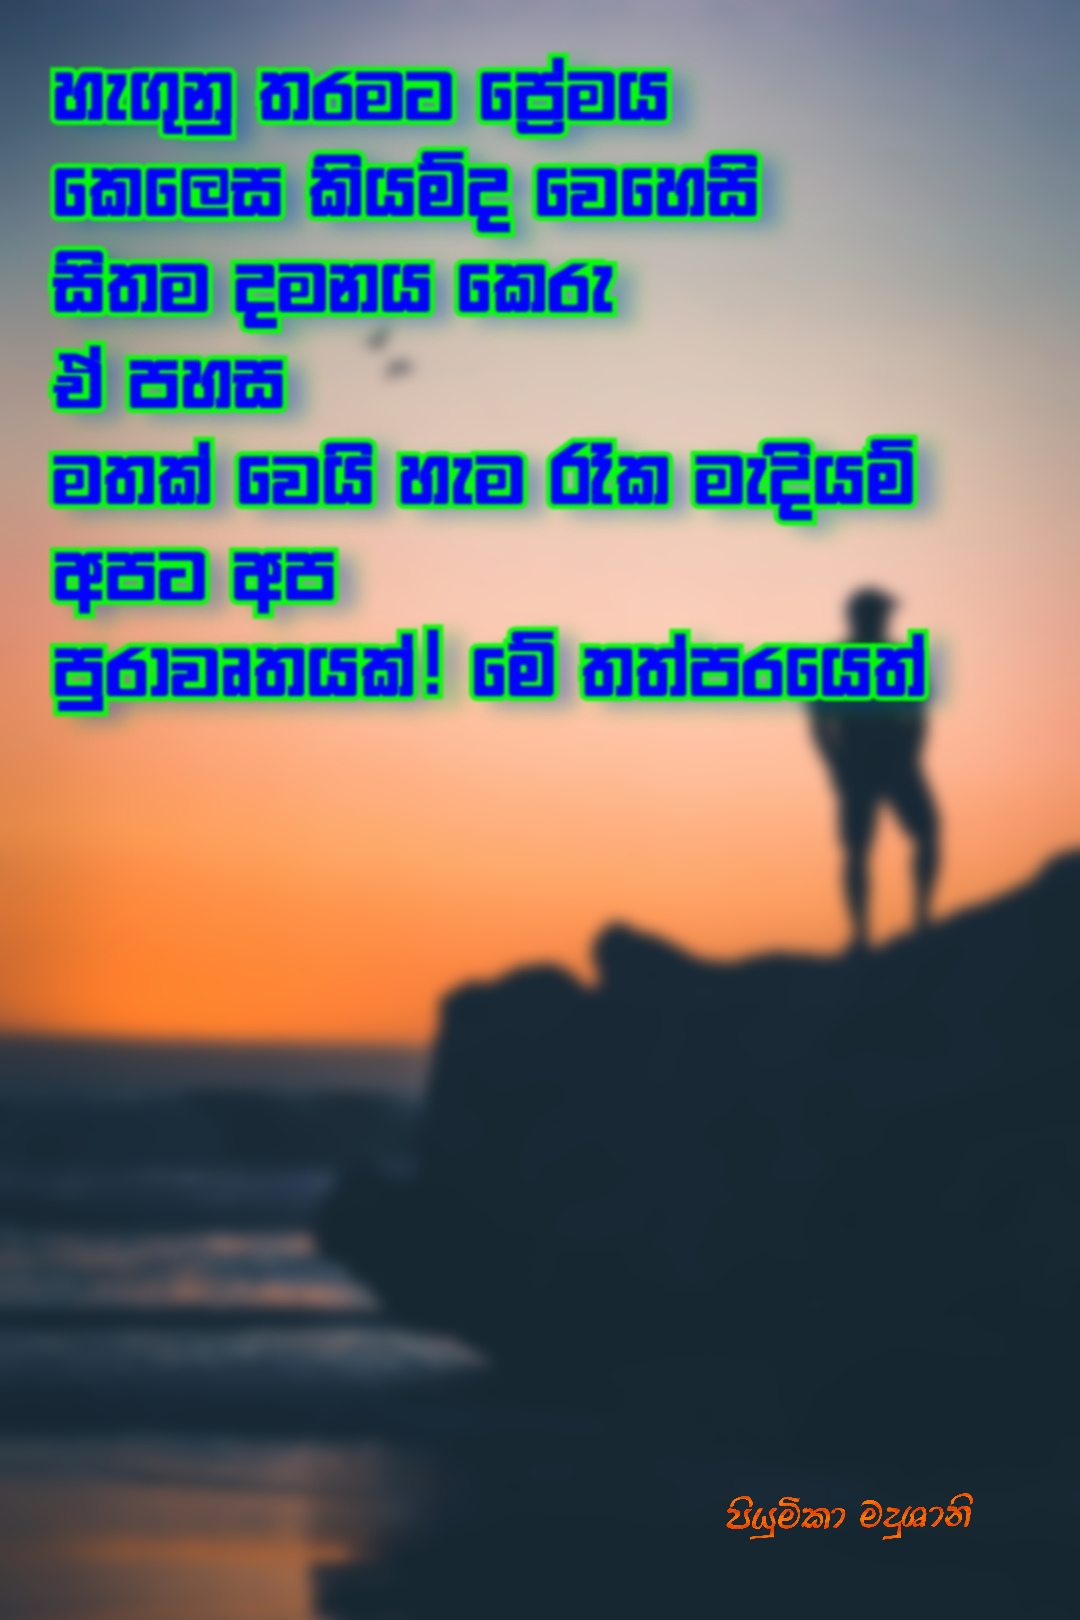 හැඟුනු තරමට ප්‍රේමය
කෙලෙස කියම්ද වෙහෙසි
සිතම දමනය කෙරූ
ඒ පහස
මතක් වෙයි හැම රෑක මැදියම්
අපට අප
පුරාවෘතයක්! මේ තත්පරයෙත්
පියුමිකා මදුශානි